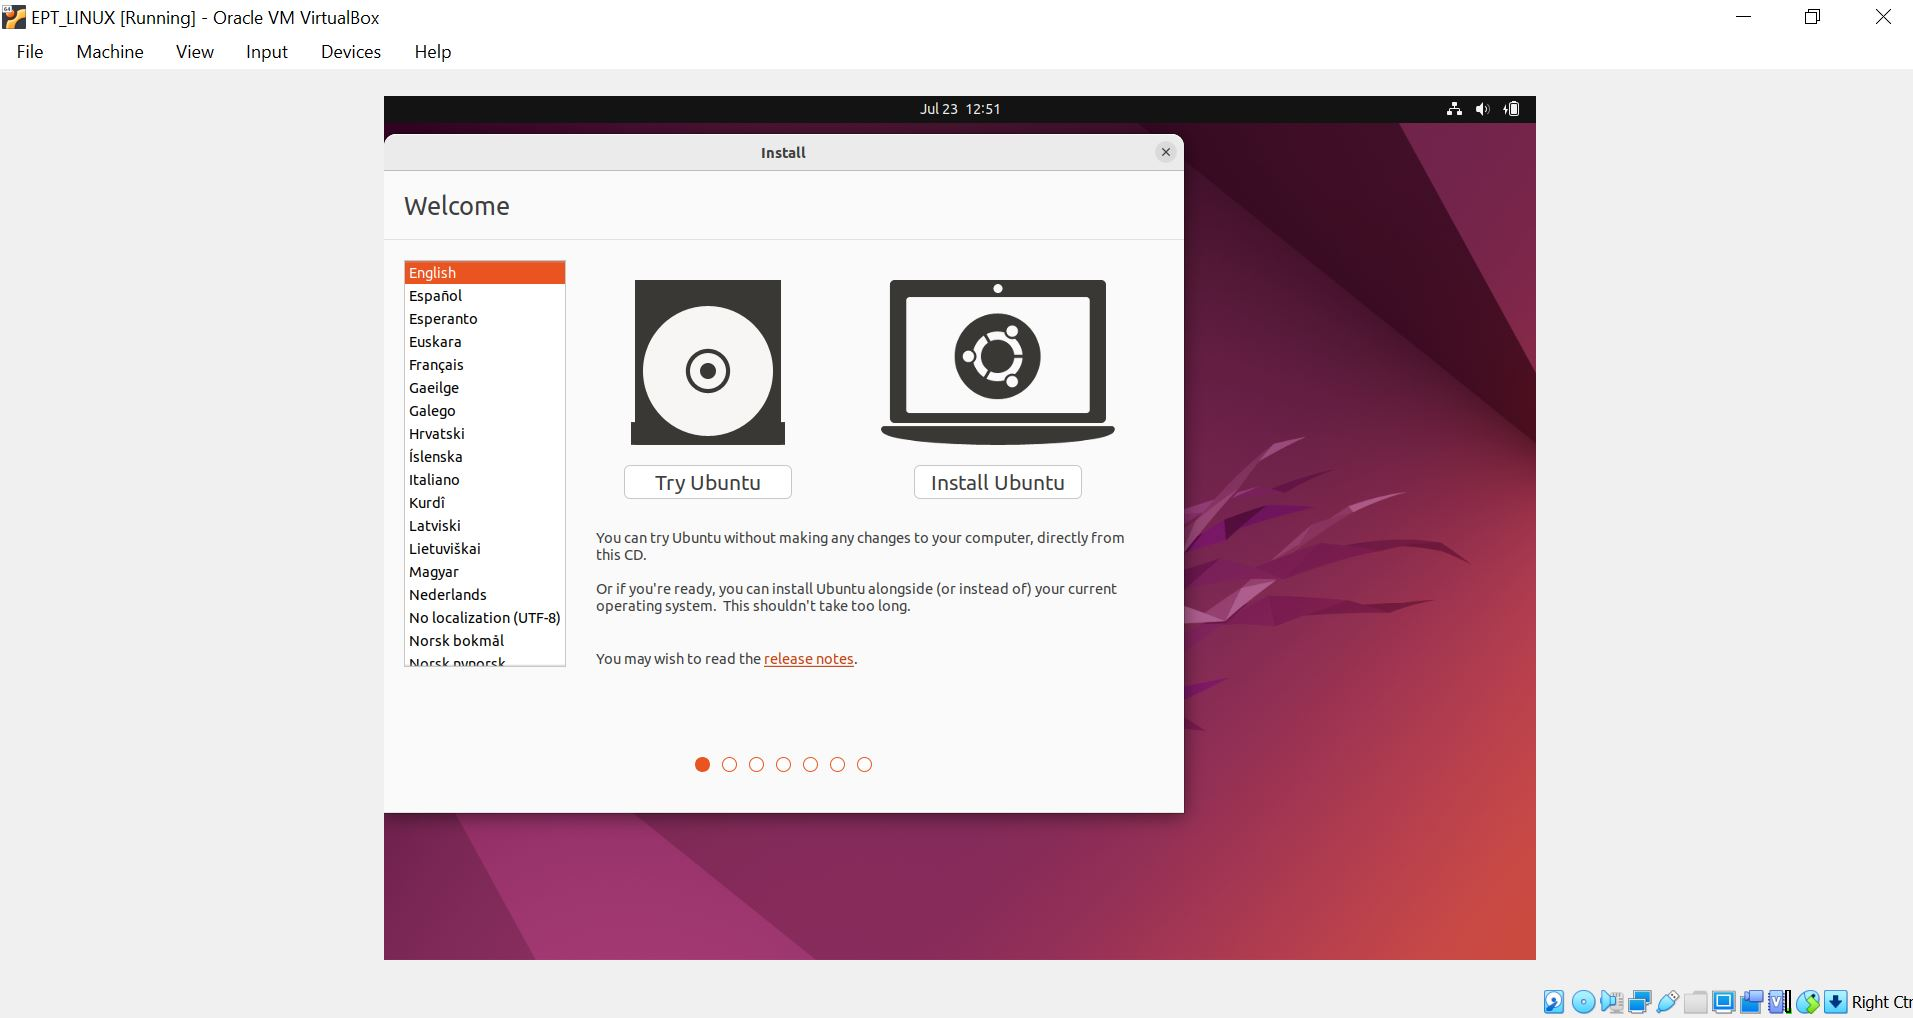 EPT_LINUX [Running] - Oracle VM VirtualBox
File Machine View Input Devices Help
Jul 23 12:51
Install
Welcome
English
Español
Esperanto
Euskara
Français
Gaeilge
Galego
Hrvatski
Íslenska
Italiano
Kurdî
Latviski
Lietuviškai
Magyar
Nederlands
No localization (UTF-8)
Norsk bokmål
Norsk nynorsk
Try Ubuntu
Install Ubuntu
You can try Ubuntu without making any changes to your computer, directly from
this CD.
Or if you're ready, you can install Ubuntu alongside (or instead of) your current
operating system. This shouldn't take too long.
You may wish to read the release notes.
Right Ctr